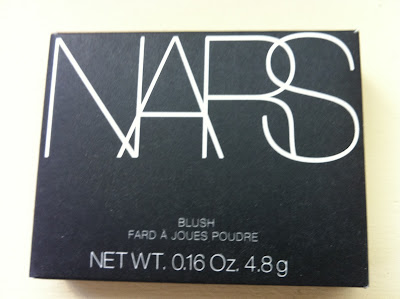 NARS
BLUSH
FARD À JOUES POUDRE
NET WT. 0.16 Oz. 4.8 g